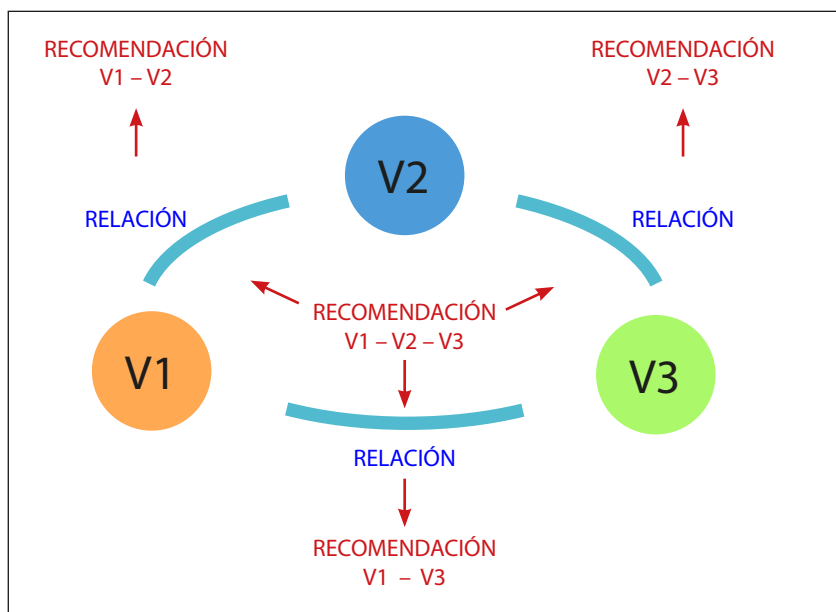 RECOMENDACIÓN
V1 – V2
RECOMENDACIÓN
V2 – V3
V2
RELACIÓN
RELACIÓN
RECOMENDACIÓN
V1 – V2 – V3
V1
V3
RELACIÓN
RECOMENDACIÓN
V1 – V3